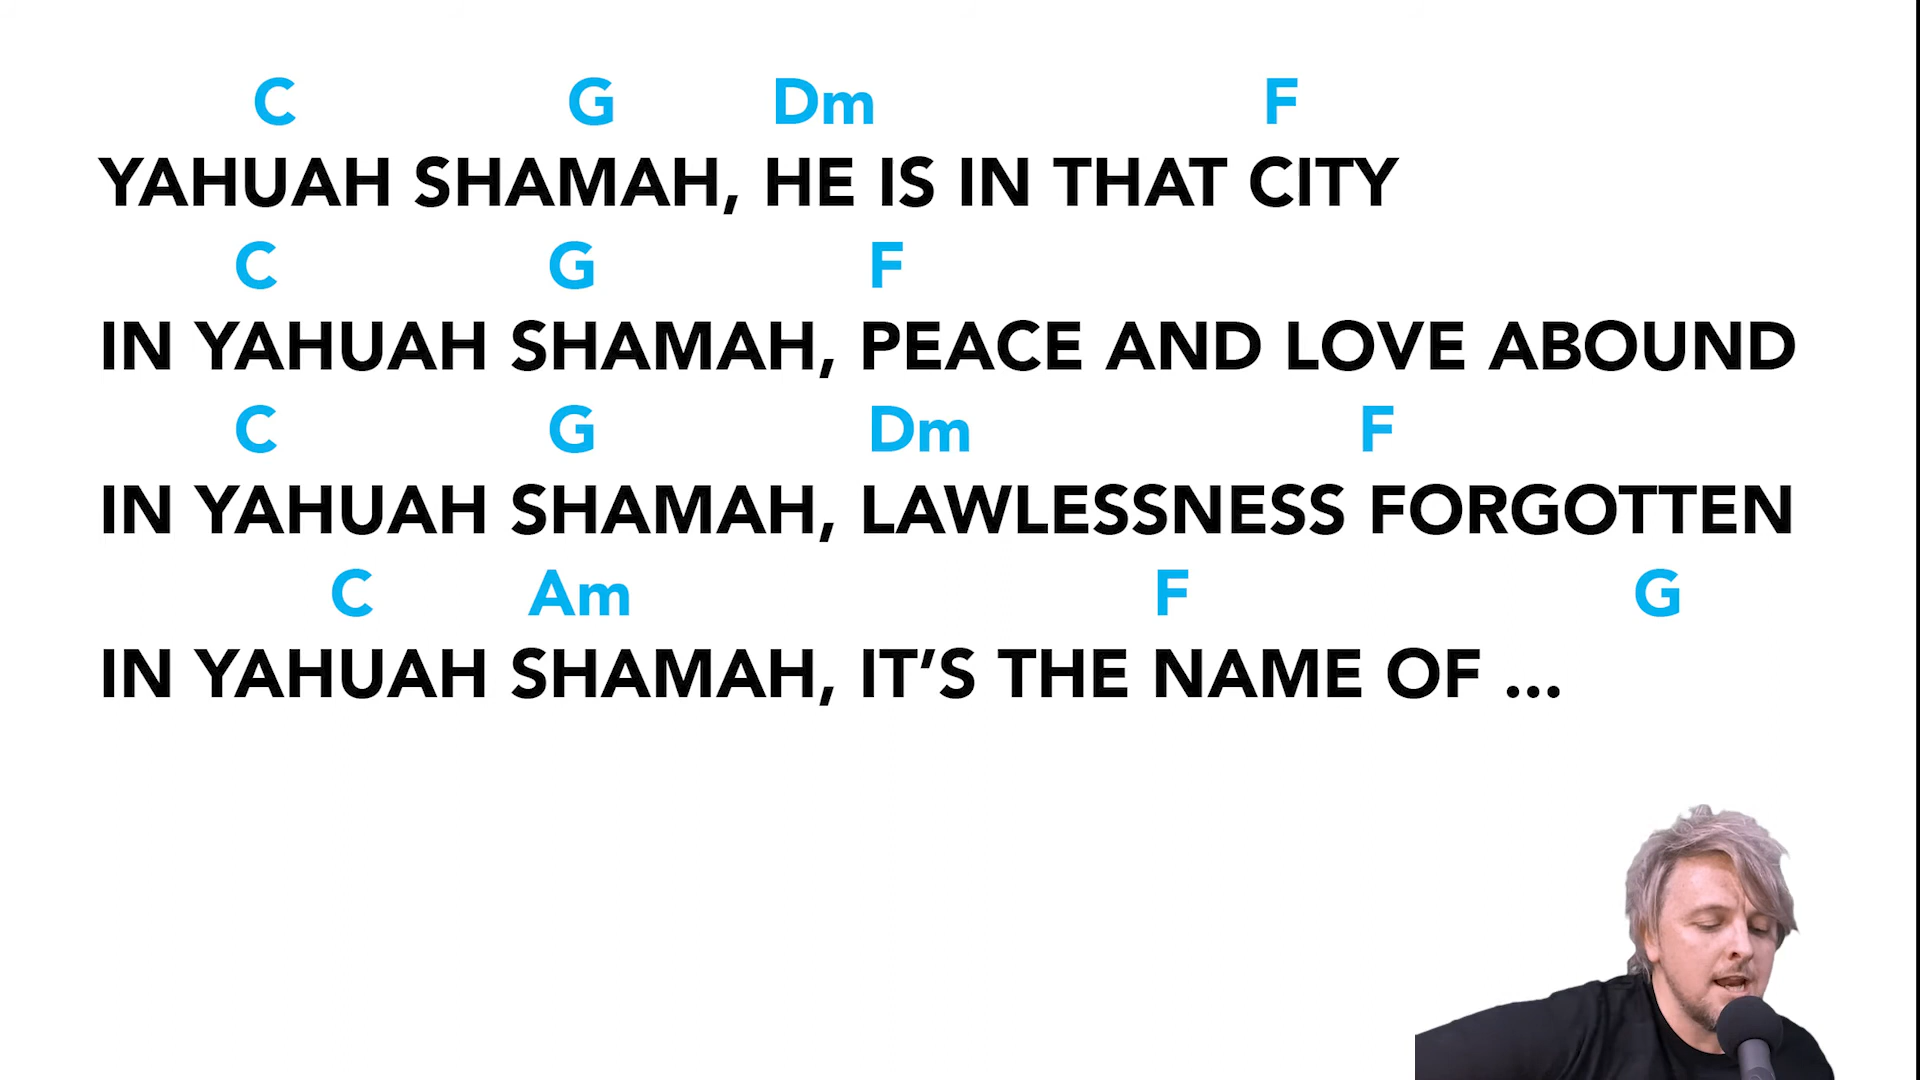 C G Dm F
YAHUAH SHAMAH, HE IS IN THAT CITY
C G F
IN YAHUAH SHAMAH, PEACE AND LOVE ABOUND
C G Dm F
IN YAHUAH SHAMAH, LAWLESSNESS FORGOTTEN
C Am F G
IN YAHUAH SHAMAH, IT’S THE NAME OF ...